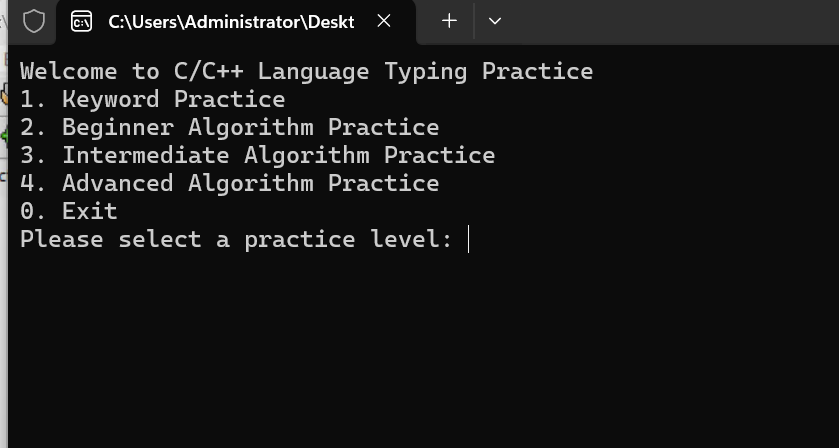 C:\Users\Administrator\Deskt
Welcome to C/C++ Language Typing Practice
1. Keyword Practice
2. Beginner Algorithm Practice
3. Intermediate Algorithm Practice
4. Advanced Algorithm Practice
0. Exit
Please select a practice level: